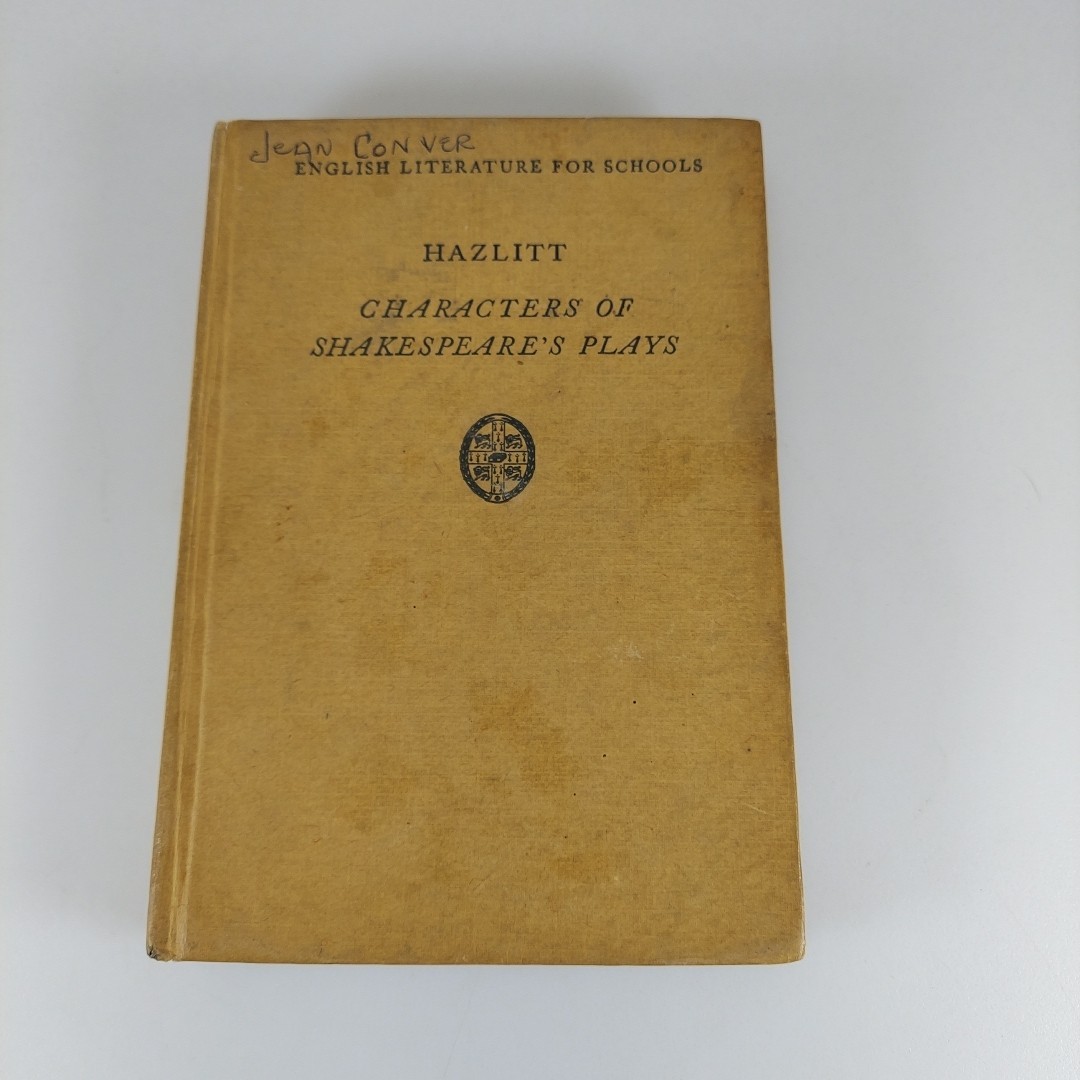 Jean Conver
ENGLISH LITERATURE FOR SCHOOLS
HAZLITT
CHARACTERS OF
SHAKESPEARE'S PLAYS